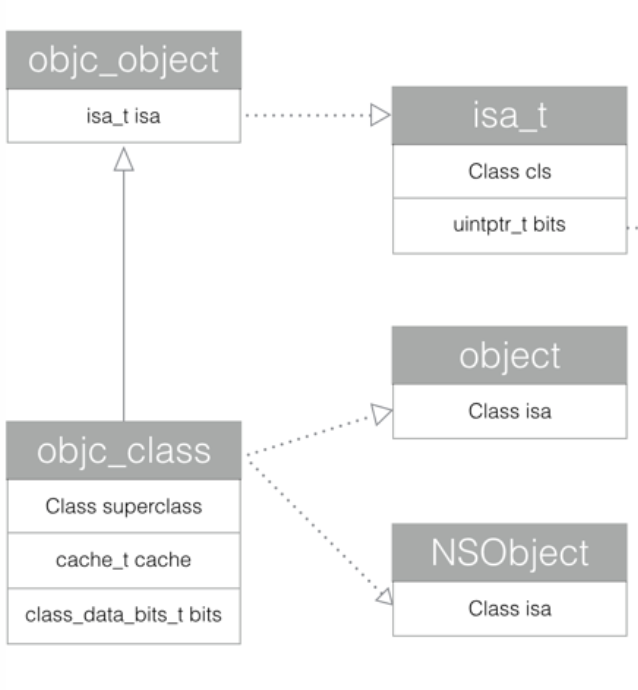 objc_object
isa_t isa
isa_t
Class cls
uintptr_t bits
object
Class isa
objc_class
Class superclass
cache_t cache
class_data_bits_t bits
NSObject
Class isa